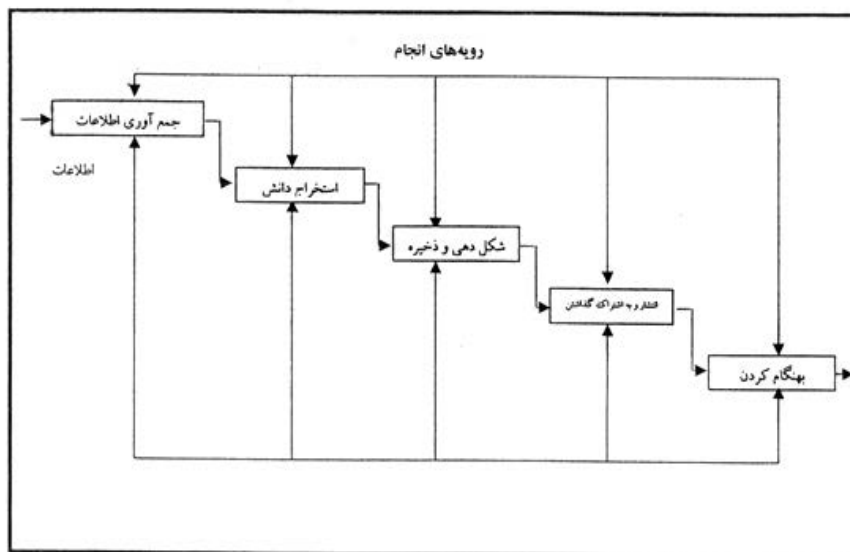 رویه‌های انجام
جمع آوری اطلاعات
اطلاعات
استخراج دانش
شکل دهی و ذخیره
انتشار و به اشتراک گذاشتن
بهنگام کردن